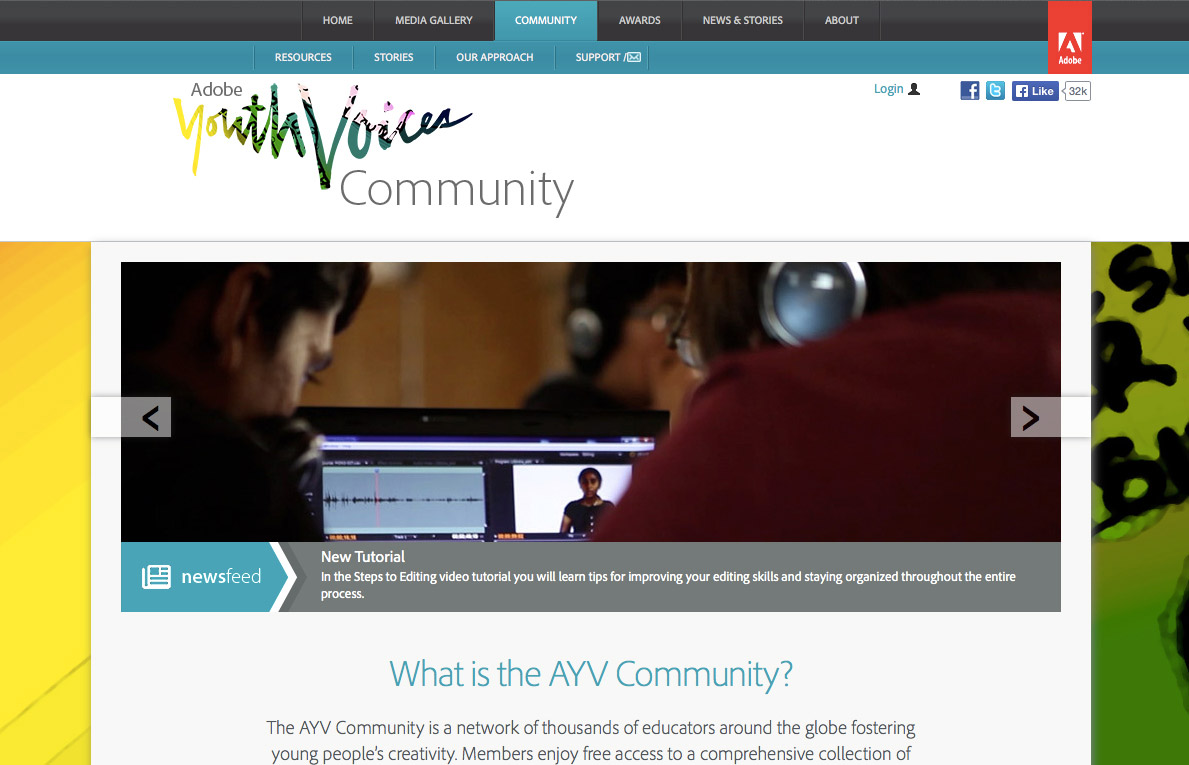 HOME MEDIA GALLERY COMMUNITY AWARDS NEWS & STORIES ABOUT
RESOURCES STORIES OUR APPROACH SUPPORT /
Adobe
Adobe
Youth Voices
Community
Login
Like 32k
<
>
newsfeed
New Tutorial
In the Steps to Editing video tutorial you will learn tips for improving your editing skills and staying organized throughout the entire
process.
What is the AYV Community?
The AYV Community is a network of thousands of educators around the globe fostering
young people's creativity. Members enjoy free access to a comprehensive collection of